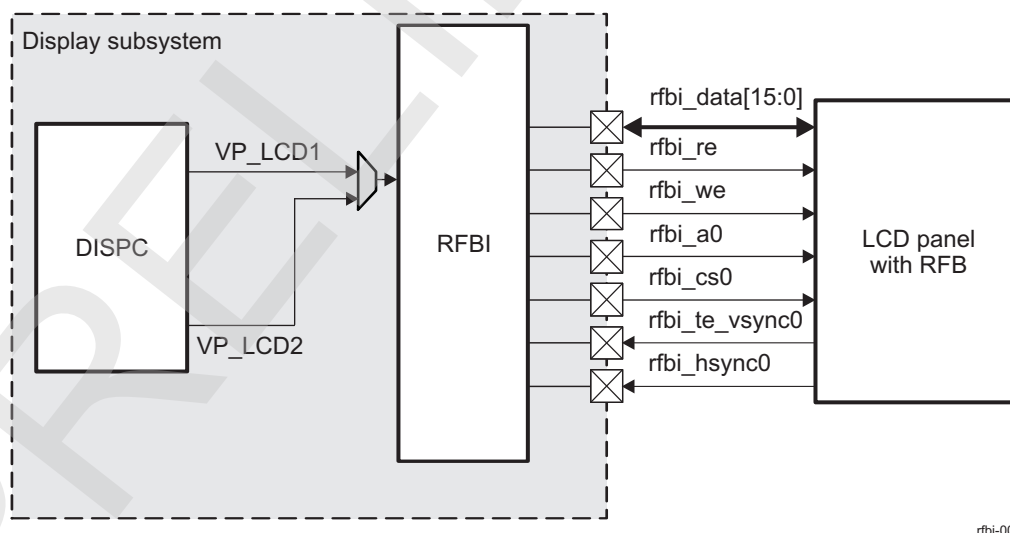 Display subsystem
DISPC
VP_LCD1
VP_LCD2
RFBI
rfbi_data[15:0]
rfbi_re
rfbi_we
rfbi_a0
rfbi_cs0
rfbi_te_vsync0
rfbi_hsync0
LCD panel
with RFB